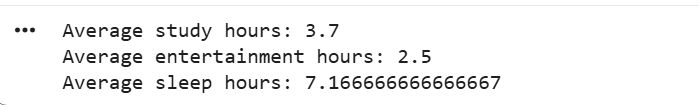 Average study hours: 3.7
Average entertainment hours: 2.5
Average sleep hours: 7.166666666666667